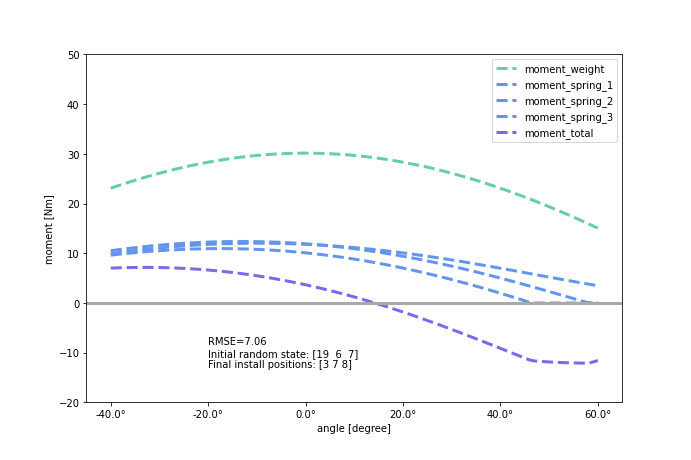 50
40
30
20
10
0
−10
−20
moment [Nm]
moment_weight
moment_spring_1
moment_spring_2
moment_spring_3
moment_total
RMSE=7.06
Initial random state: [19  6  7]
Final install positions: [3 7 8]
-40.0° -20.0° 0.0° 20.0° 40.0° 60.0°
angle [degree]